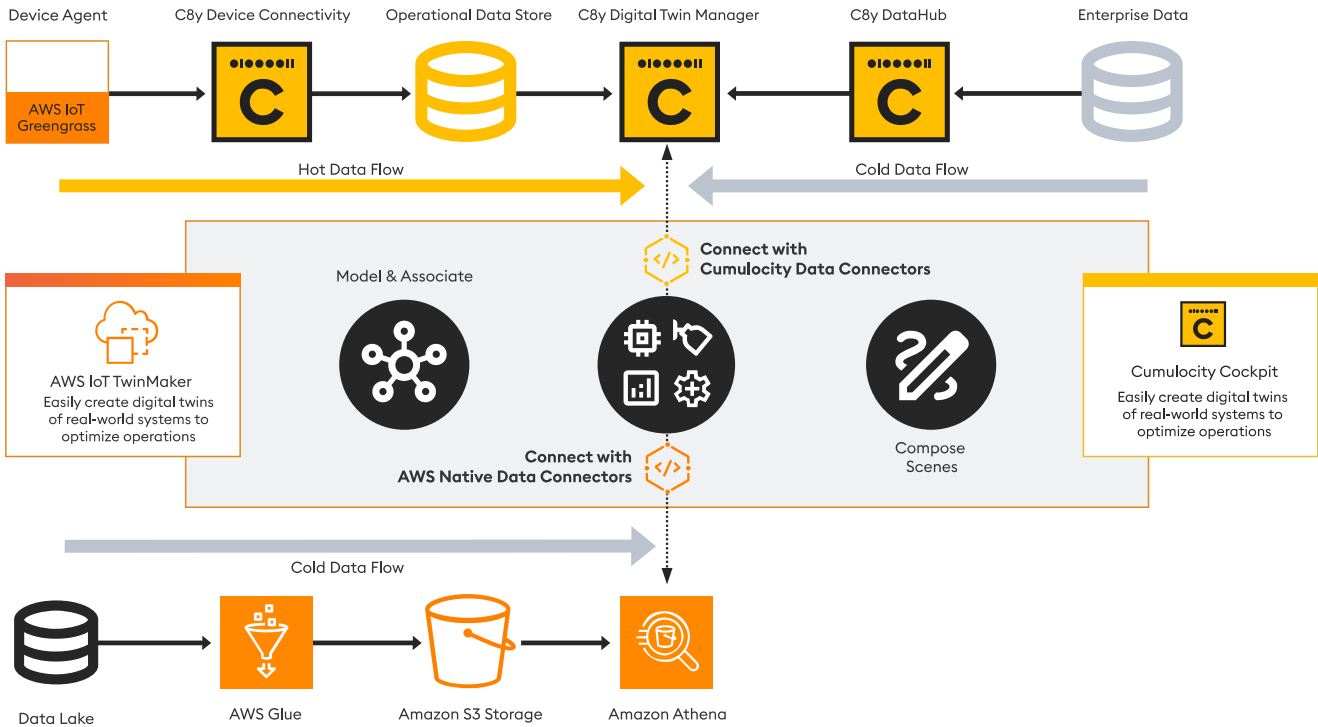 Device Agent
C8y Device Connectivity
Operational Data Store
C8y Digital Twin Manager
C8y DataHub
Enterprise Data
AWS IoT
Greengrass
C
C
C
Hot Data Flow
Cold Data Flow
Connect with
Cumulocity Data Connectors
Model & Associate
</>
AWS IoT TwinMaker
Easily create digital twins
of real-world systems to
optimize operations
C
Cumulocity Cockpit
Easily create digital twins
of real-world systems to
optimize operations
Compose
Scenes
Connect with
AWS Native Data Connectors
</>
Cold Data Flow
Data Lake
AWS Glue
Amazon S3 Storage
Amazon Athena